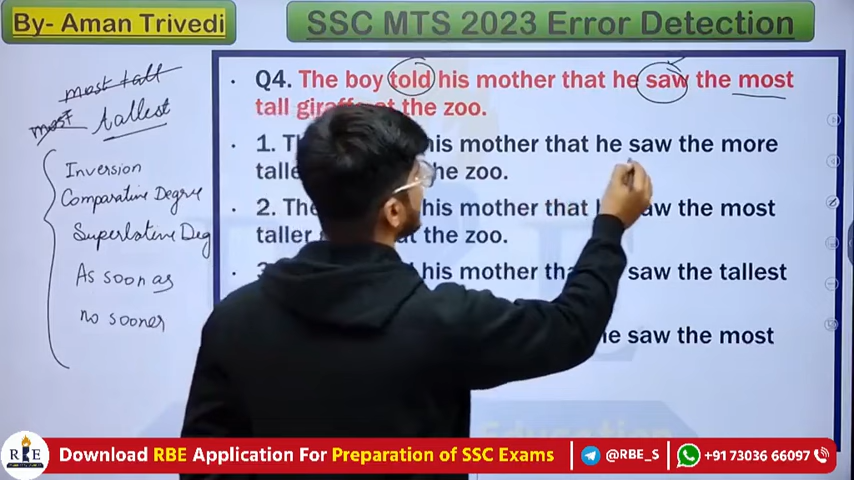 By- Aman Trivedi
SSC MTS 2023 Error Detection
most tall
most tallest
Inversion
Comparative Degree
Superlative Deg
As soon as
no sooner
Q4. The boy told his mother that he saw the most
tall giraffe at the zoo.
1. his mother that he saw the more
the zoo.
2. The his mother that saw the most
taller at the zoo.
his mother saw the tallest
he saw the most
Education
RBE
Download RBE Application For Preparation of SSC Exams
@RBE_S
+91 73036 66097